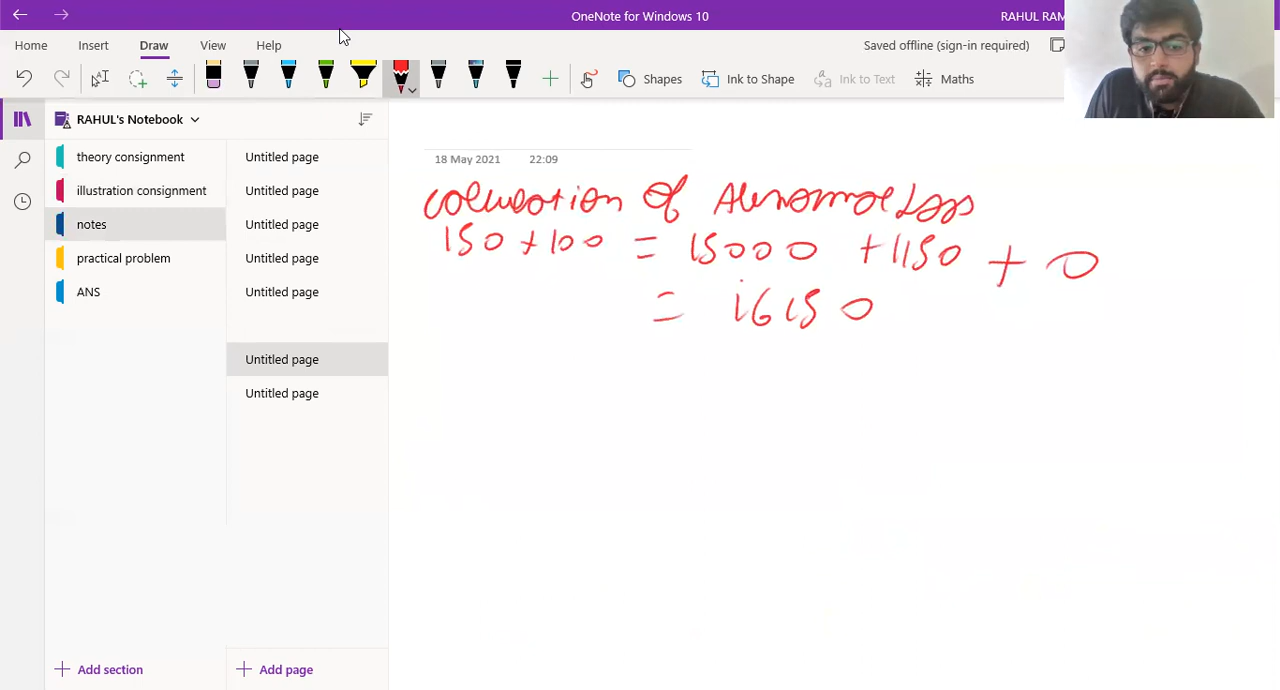 OneNote for Windows 10
RAHUL RAM
Home Insert Draw View Help
Saved offline (sign-in required)
Shapes Ink to Shape Ink to Text Maths
RAHUL's Notebook
theory consignment
illustration consignment
notes
practical problem
ANS
Untitled page
Untitled page
Untitled page
Untitled page
Untitled page
Untitled page
Untitled page
18 May 2021 22:09
Calculation of Abnormal Loss
150 + 100 = 15000 + 1150 + 0
= 16150
Add section
Add page